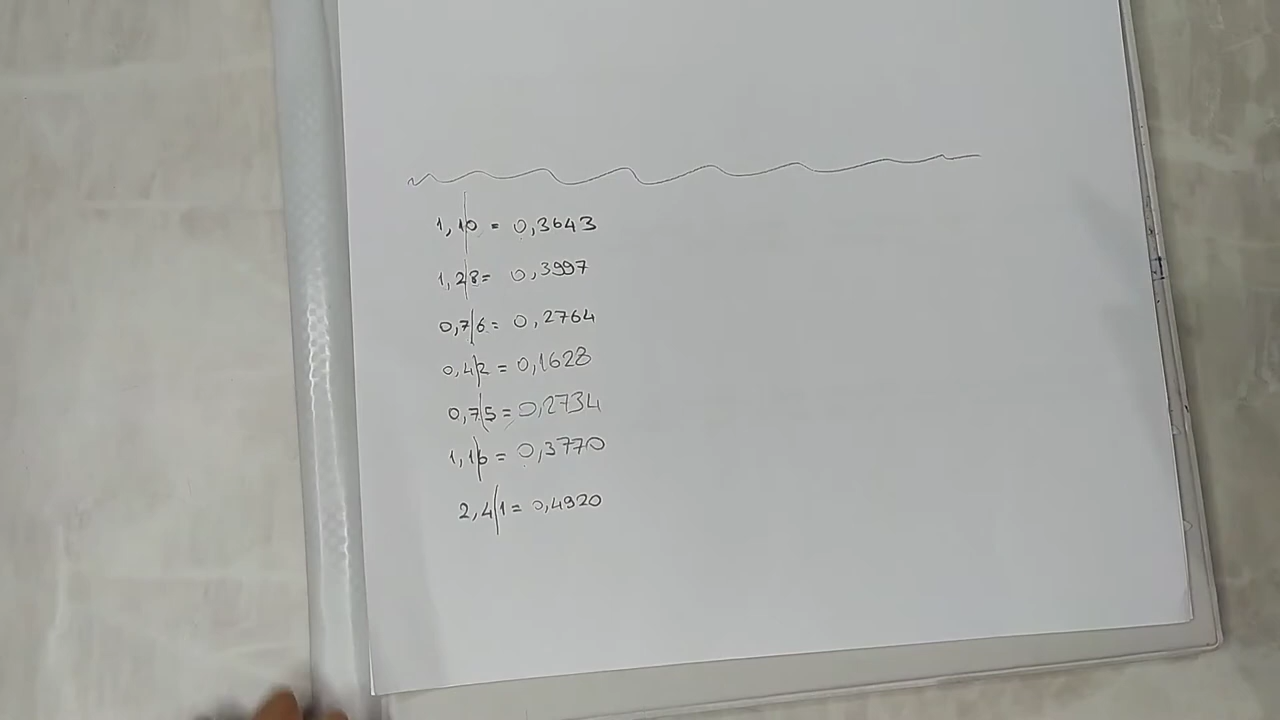 1,10 = 0,3643
1,28 = 0,3997
0,76 = 0,2764
0,42 = 0,1628
0,75 = 0,2734
1,16 = 0,3770
2,41 = 0,4920